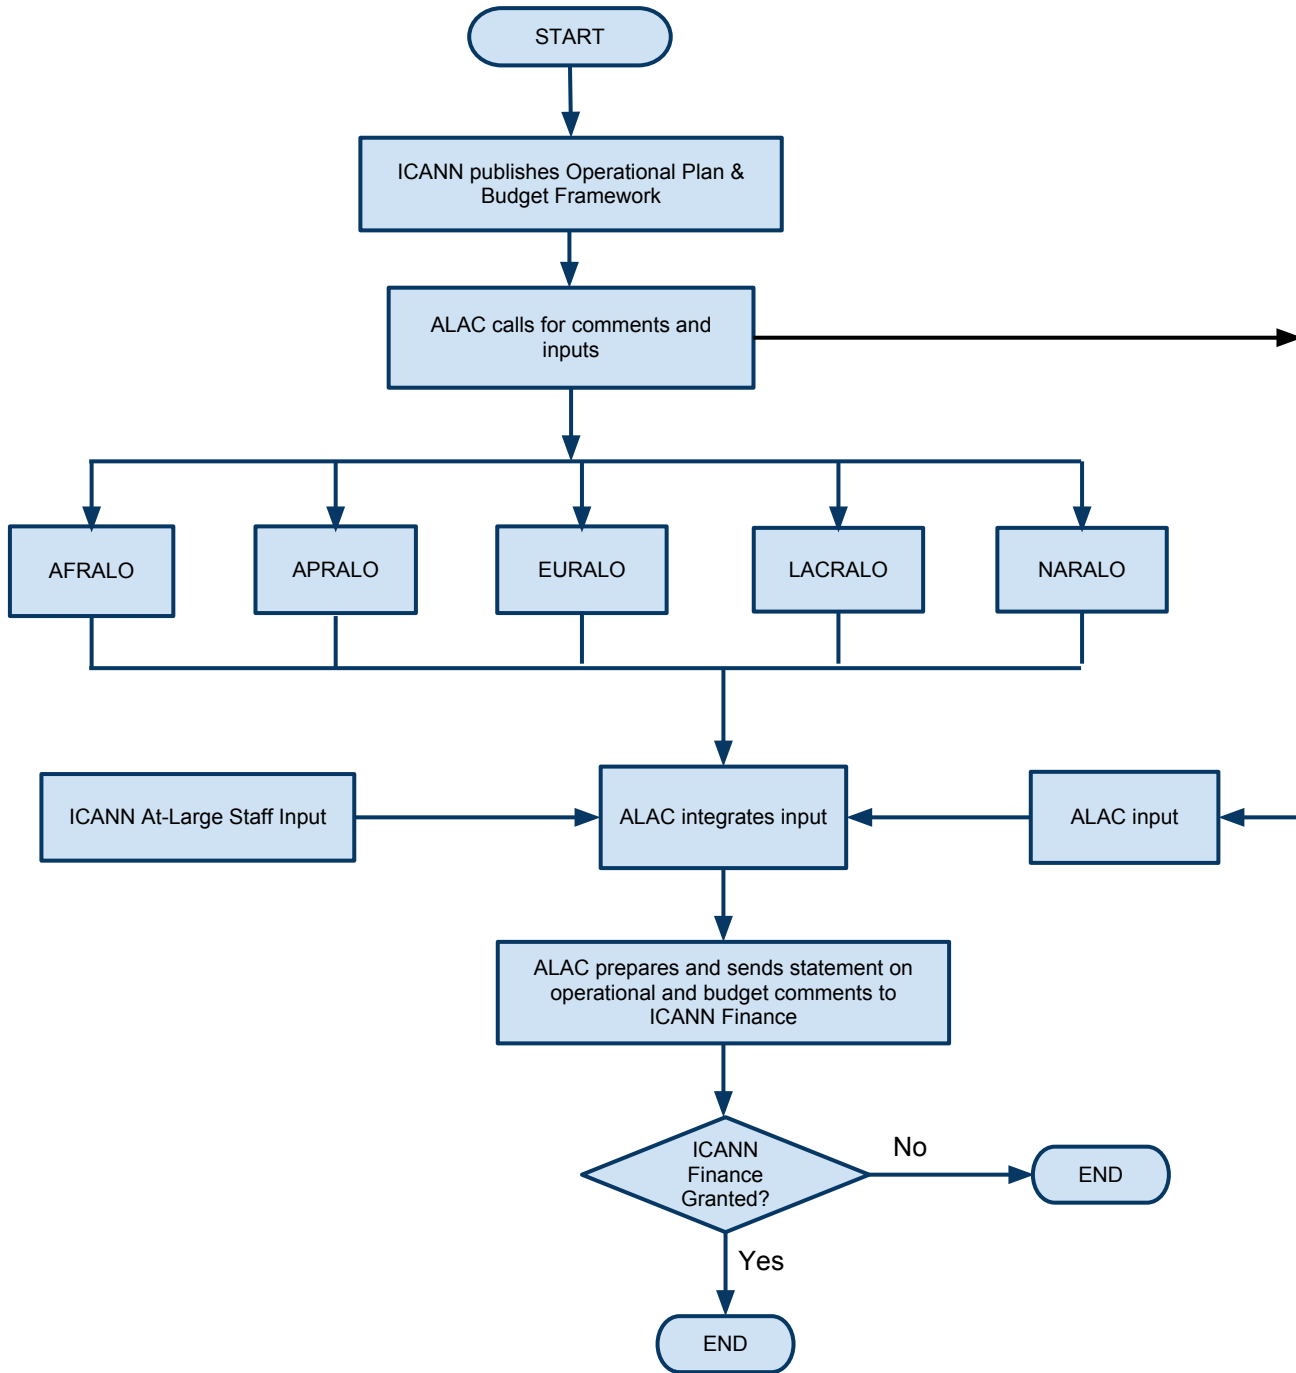 START
ICANN publishes Operational Plan &
Budget Framework
ALAC calls for comments and
inputs
AFRALO
APRALO
EURALO
LACRALO
NARALO
ICANN At-Large Staff Input
ALAC integrates input
ALAC input
ALAC prepares and sends statement on
operational and budget comments to
ICANN Finance
ICANN
Finance
Granted?
No
END
Yes
END